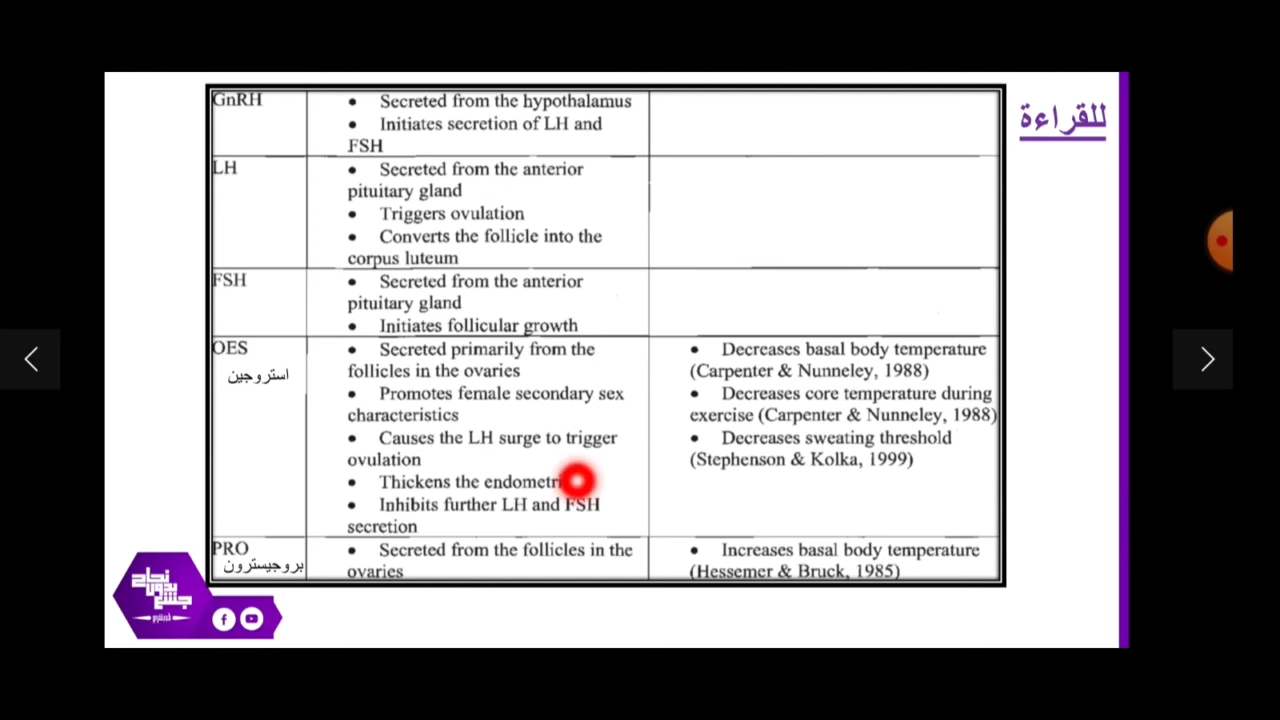 للقراءة
GnRH
• Secreted from the hypothalamus
• Initiates secretion of LH and
FSH
LH
• Secreted from the anterior
pituitary gland
• Triggers ovulation
• Converts the follicle into the
corpus luteum
FSH
• Secreted from the anterior
pituitary gland
• Initiates follicular growth
OES
استروجين
• Secreted primarily from the
follicles in the ovaries
• Promotes female secondary sex
characteristics
• Causes the LH surge to trigger
ovulation
• Thickens the
• Inhibits further LH and FSH
secretion
• Decreases basal body temperature
(Carpenter & Nunneley, 1988)
• Decreases core temperature during
exercise (Carpenter & Nunneley, 1988)
• Decreases sweating threshold
(Stephenson & Kolka, 1999)
PRO
بروجيسترون
• Secreted from the follicles in the
ovaries
• Increases basal body temperature
(Hessemer & Bruck, 1985)